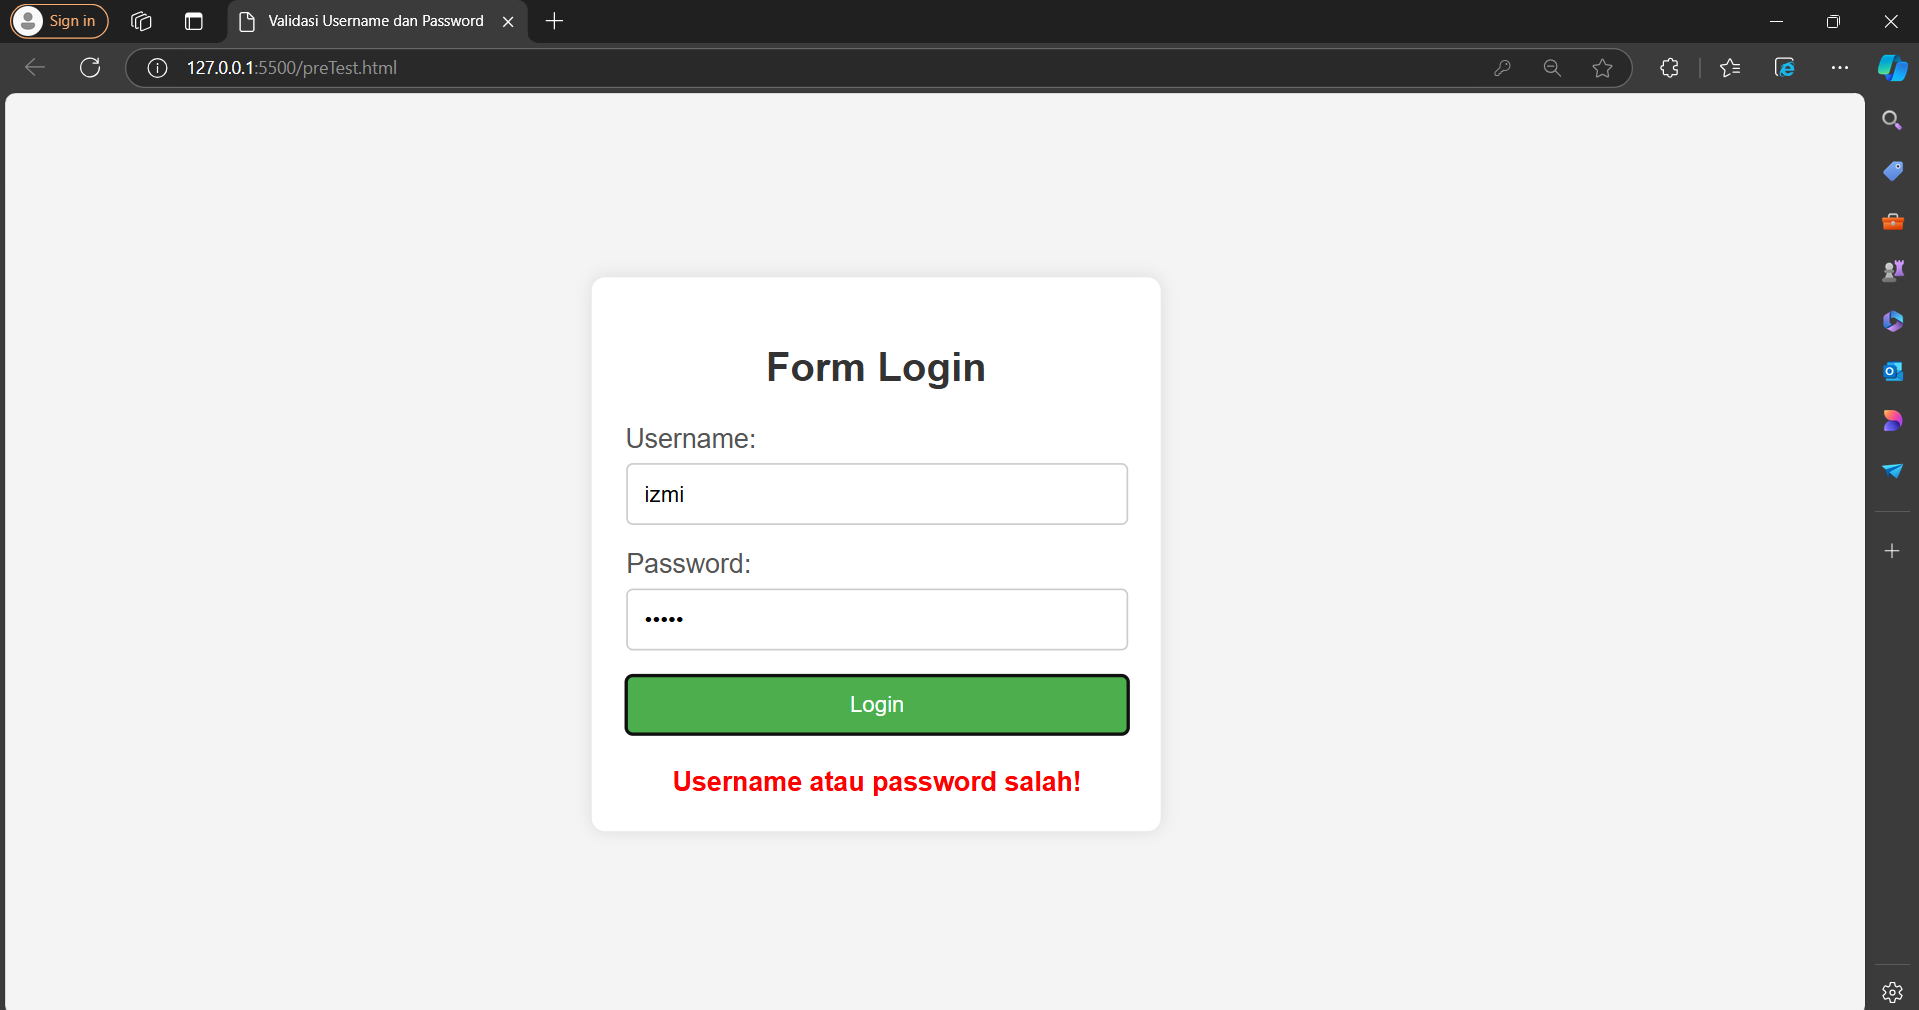 Sign in
Validasi Username dan Password
127.0.0.1:5500/preTest.html
Form Login
Username:
izmi
Password:
•••••
Login
Username atau password salah!